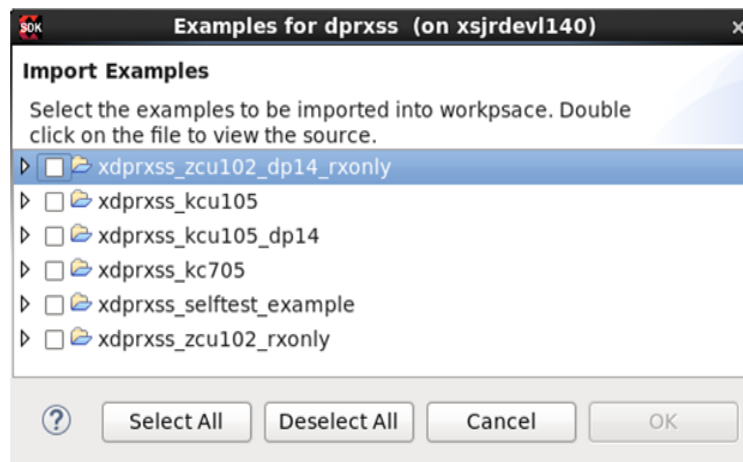 SDK
Examples for dprxss (on xsjrdevl140)
Import Examples
Select the examples to be imported into workpsace. Double
click on the file to view the source.
xdprxss_zcu102_dp14_rxonly
xdprxss_kcu105
xdprxss_kcu105_dp14
xdprxss_kc705
xdprxss_selftest_example
xdprxss_zcu102_rxonly
? Select All Deselect All Cancel OK